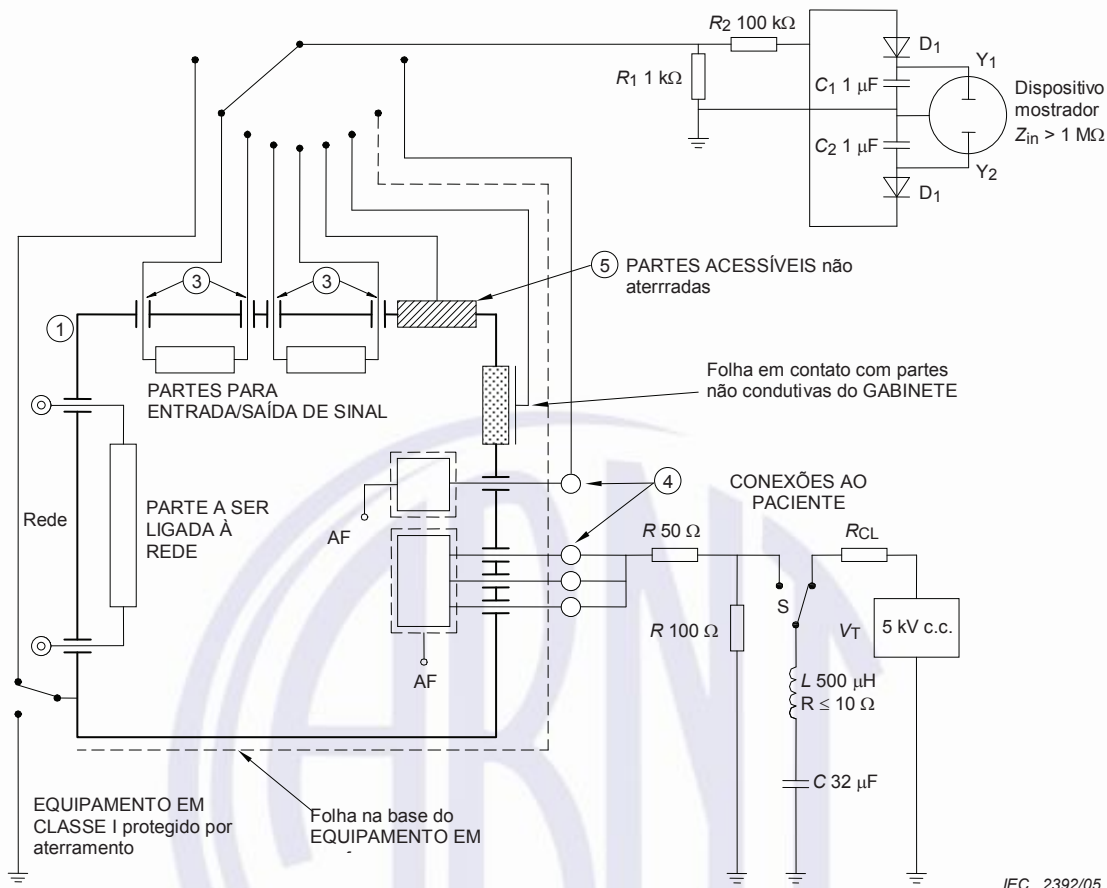 R2 100 kΩ
D1
Y1
R1 1 kΩ
C1 1 μF
Dispositivo
mostrador
Zin > 1 MΩ
C2 1 μF
Y2
D1
3
3
5 PARTES ACESSÍVEIS não
aterrradas
1
PARTES PARA
ENTRADA/SAÍDA DE SINAL
Folha em contato com partes
não condutivas do GABINETE
4
CONEXÕES AO
PACIENTE
Rede
PARTE A SER
LIGADA À
REDE
AF
R 50 Ω
RCL
S
R 100 Ω
VT
5 kV c.c.
AF
L 500 μH
R ≤ 10 Ω
C 32 μF
EQUIPAMENTO EM
CLASSE I protegido por
aterramento
Folha na base do
EQUIPAMENTO EM
ABNT
IEC 2392/05